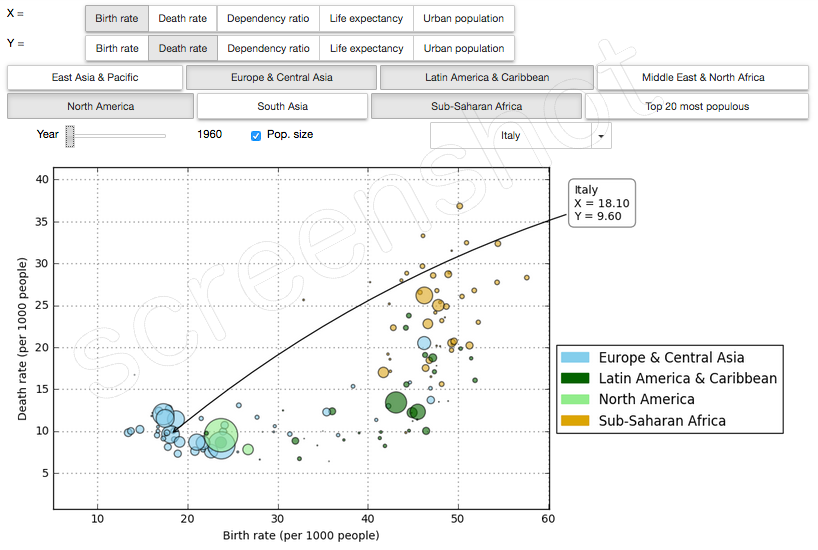 X = Birth rate Death rate Dependency ratio Life expectancy Urban population
Y = Birth rate Death rate Dependency ratio Life expectancy Urban population
East Asia & Pacific Europe & Central Asia Latin America & Caribbean Middle East & North Africa
North America South Asia Sub-Saharan Africa Top 20 most populous
Year 1960 Pop. size Italy
screenshot
40
35
30
25
20
15
10
5
Death rate (per 1000 people)
10 20 30 40 50 60
Birth rate (per 1000 people)
Italy
X = 18.10
Y = 9.60
Europe & Central Asia
Latin America & Caribbean
North America
Sub-Saharan Africa